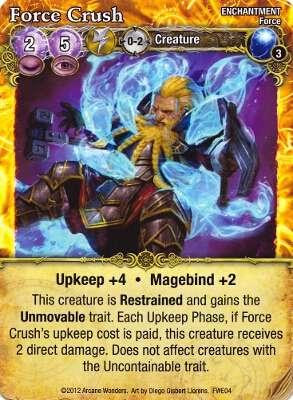 Force Crush
ENCHANTMENT
Force
2 5 0-2 Creature
3
Upkeep +4 • Magebind +2
This creature is Restrained and gains the
Unmovable trait. Each Upkeep Phase, if Force
Crush's upkeep cost is paid, this creature receives
2 direct damage. Does not affect creatures with
the Uncontainable trait.
©2012 Arcane Wonders. Art by Diego Gisbert Llorens. FWE04